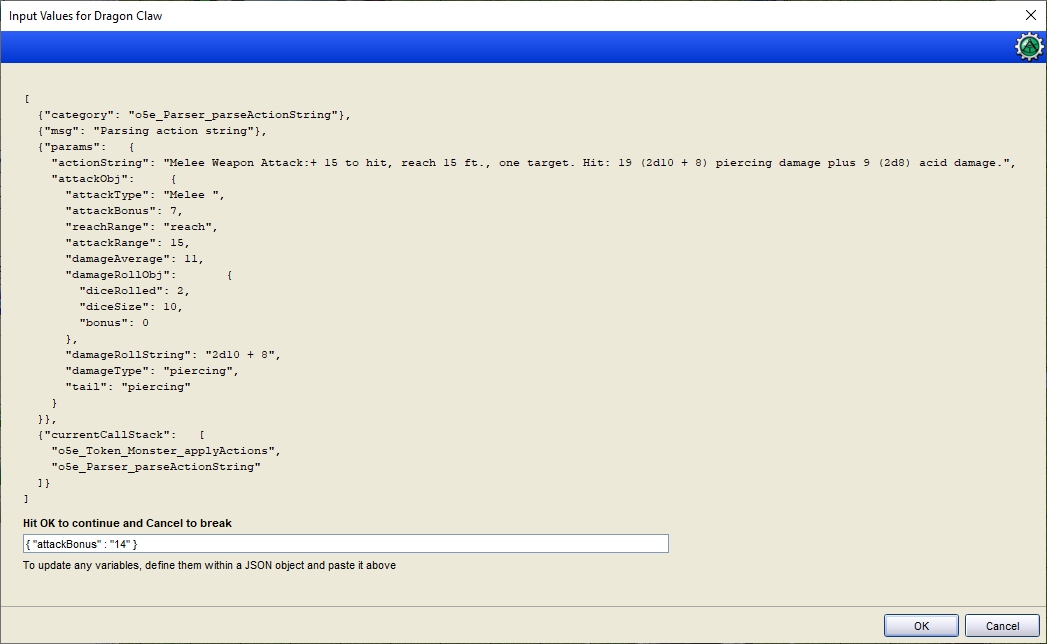 Input Values for Dragon Claw
[
{"category": "o5e_Parser_parseActionString"},
{"msg": "Parsing action string"},
{"params": {
"actionString": "Melee Weapon Attack:+ 15 to hit, reach 15 ft., one target. Hit: 19 (2d10 + 8) piercing damage plus 9 (2d8) acid damage.",
"attackObj": {
"attackType": "Melee ",
"attackBonus": 7,
"reachRange": "reach",
"attackRange": 15,
"damageAverage": 11,
"damageRollObj": {
"diceRolled": 2,
"diceSize": 10,
"bonus": 0
},
"damageRollString": "2d10 + 8",
"damageType": "piercing",
"tail": "piercing"
}
}},
{"currentCallStack": [
"o5e_Token_Monster_applyActions",
"o5e_Parser_parseActionString"
]}
]
Hit OK to continue and Cancel to break
{ "attackBonus" : "14" }
To update any variables, define them within a JSON object and paste it above
OK Cancel